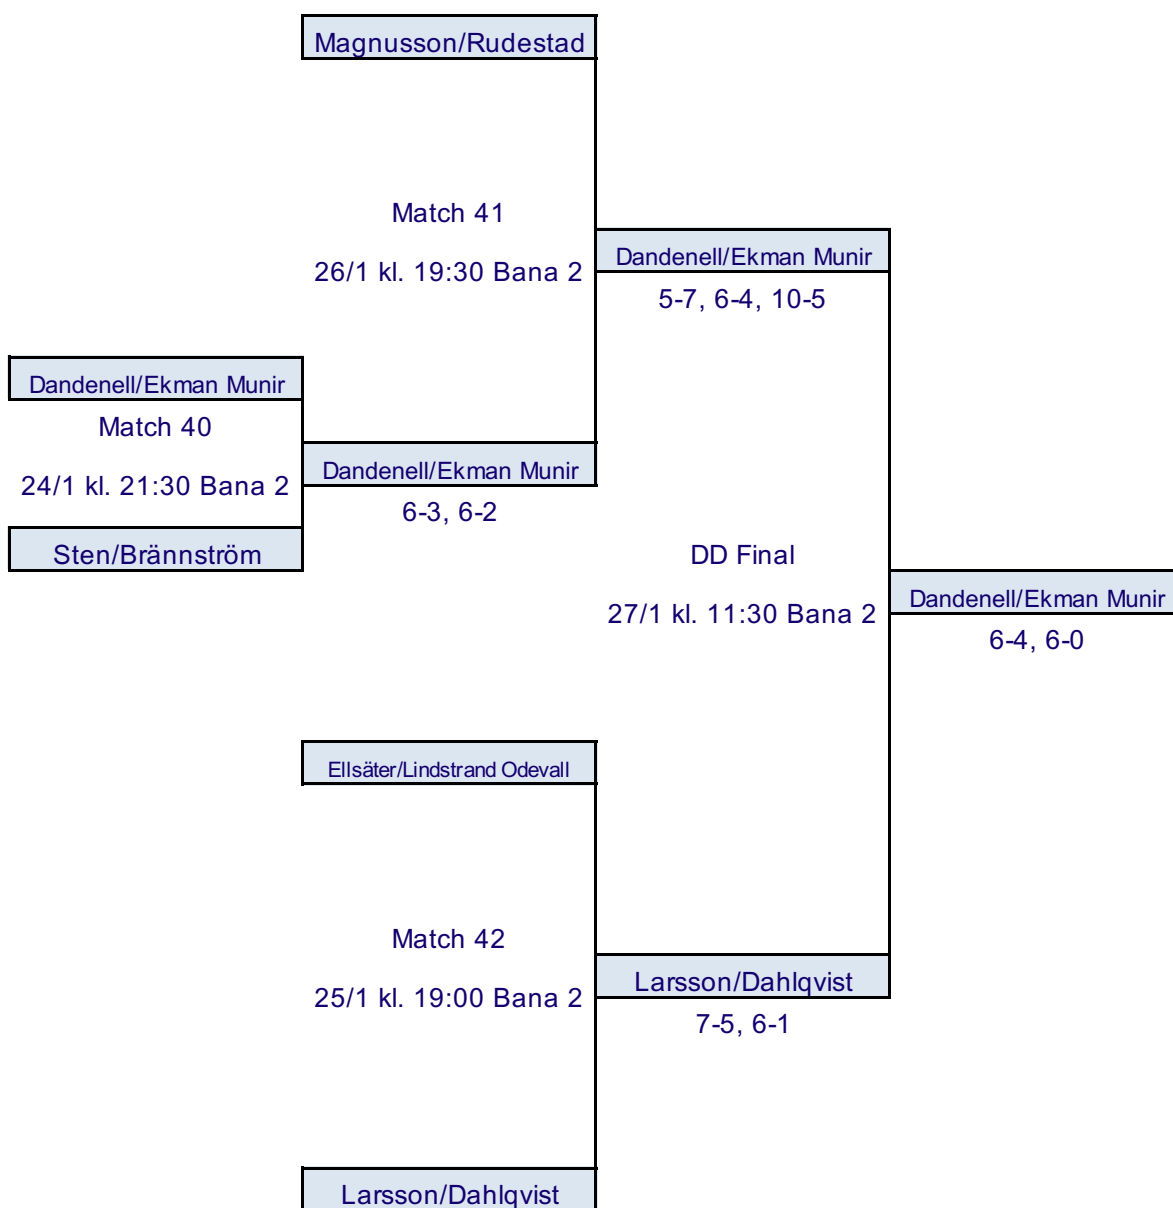 Magnusson/Rudestad
Match 41
26/1 kl. 19:30 Bana 2
Dandenell/Ekman Munir
5-7, 6-4, 10-5
Dandenell/Ekman Munir
Match 40
24/1 kl. 21:30 Bana 2
Sten/Brännström
Dandenell/Ekman Munir
6-3, 6-2
DD Final
27/1 kl. 11:30 Bana 2
Dandenell/Ekman Munir
6-4, 6-0
Ellsäter/Lindstrand Odevall
Match 42
25/1 kl. 19:00 Bana 2
Larsson/Dahlqvist
7-5, 6-1
Larsson/Dahlqvist